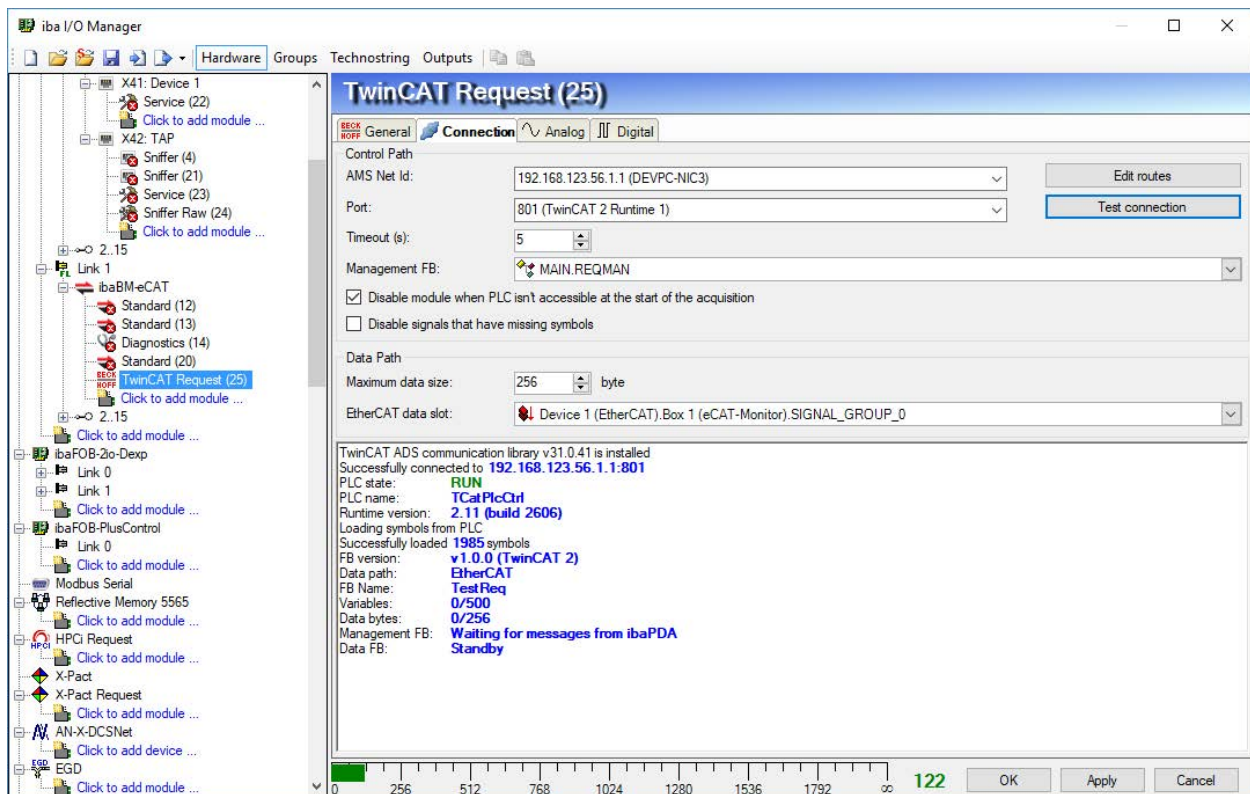 iba I/O Manager
Hardware Groups Technostring Outputs
X41: Device 1
Service (22)
Click to add module ...
X42: TAP
Sniffer (4)
Sniffer (21)
Service (23)
Sniffer Raw (24)
Click to add module ...
2..15
FL Link 1
ibaBM-eCAT
Standard (12)
Standard (13)
Diagnostics (14)
Standard (20)
BECK HOFF TwinCAT Request (25)
Click to add module ...
2..15
Click to add module ...
ibaFOB-2io-Dexp
Link 0
Link 1
Click to add module ...
ibaFOB-PlusControl
Link 0
Click to add module ...
Modbus Serial
Reflective Memory 5565
Click to add module ...
HPCi HPCi Request
Click to add module ...
X-Pact
X-Pact Request
Click to add module ...
AN-X-DCSNet
Click to add device ...
EGD EGD
Click to add module ...
TwinCAT Request (25)
BECK HOFF General Connection Analog Digital
Control Path
AMS Net Id: 192.168.123.56.1.1 (DEVPC-NIC3) Edit routes
Port: 801 (TwinCAT 2 Runtime 1) Test connection
Timeout (s): 5
Management FB: MAIN.REQMAN
Disable module when PLC isn't accessible at the start of the acquisition
Disable signals that have missing symbols
Data Path
Maximum data size: 256 byte
EtherCAT data slot: Device 1 (EtherCAT).Box 1 (eCAT-Monitor).SIGNAL_GROUP_0
TwinCAT ADS communication library v31.0.41 is installed
Successfully connected to 192.168.123.56.1.1:801
PLC state: RUN
PLC name: TCatPlcCtrl
Runtime version: 2.11 (build 2606)
Loading symbols from PLC
Successfully loaded 1985 symbols
FB version: v1.0.0 (TwinCAT 2)
Data path: EtherCAT
FB Name: TestReq
Variables: 0/500
Data bytes: 0/256
Management FB: Waiting for messages from ibaPDA
Data FB: Standby
0 256 512 768 1024 1280 1536 1792 ∞ 122 OK Apply Cancel